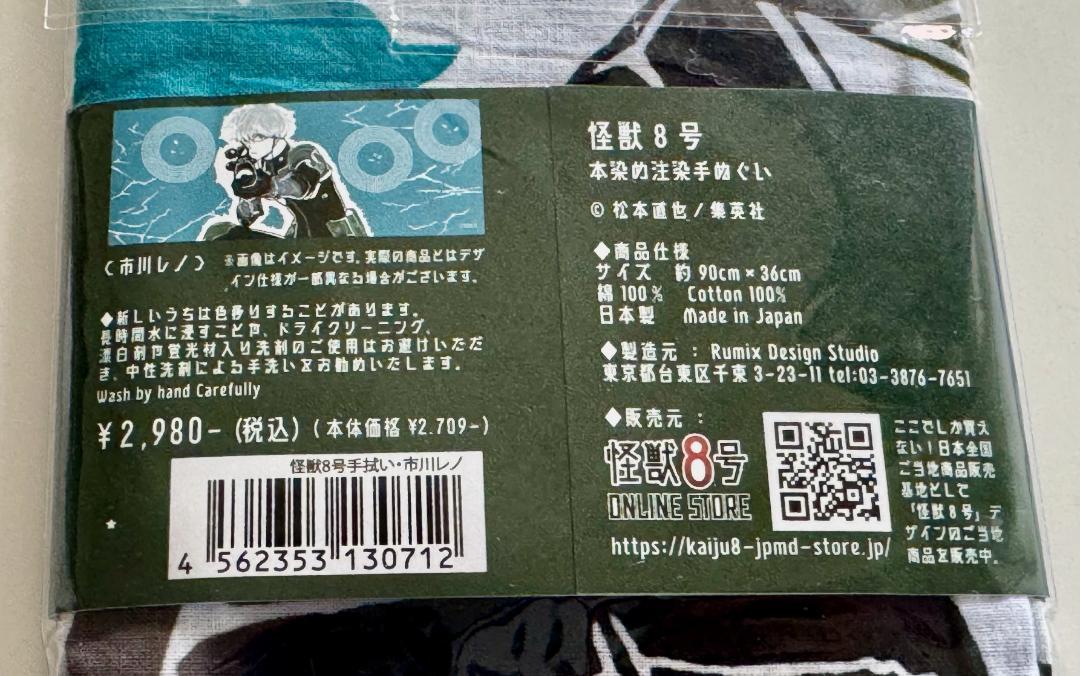 〈市川レノ〉
※画像はイメージです。実際の商品とはデザ
イン仕様が一部異なる場合がございます。
◆新しいうちは色移りすることがあります。
長時間水に浸すことや、ドライクリーニング、
漂白剤や蛍光材入り洗剤のご使用はお避けいただ
き、中性洗剤による手洗いをお勧めいたします。
Wash by hand Carefully
¥2,980-（税込）（本体価格 ¥2.709-）
怪獣8号手拭い・市川レノ
4 562353 130712
怪獣8号
本染め注染手ぬぐい
© 松本直也 / 集英社
◆商品仕様
サイズ 約 90cm×36cm
綿 100% Cotton 100%
日本製 Made in Japan
◆製造元 : Rumix Design Studio
東京都台東区千束 3-23-11 tel:03-3876-7651
◆販売元 :
怪獣8号
ONLINE STORE
https://kaiju8-jpmd-store.jp/
ここでしか買え
ない！日本全国
ご当地商品販売
基地として
「怪獣8号」デ
ザインのご当地
商品を販売中。